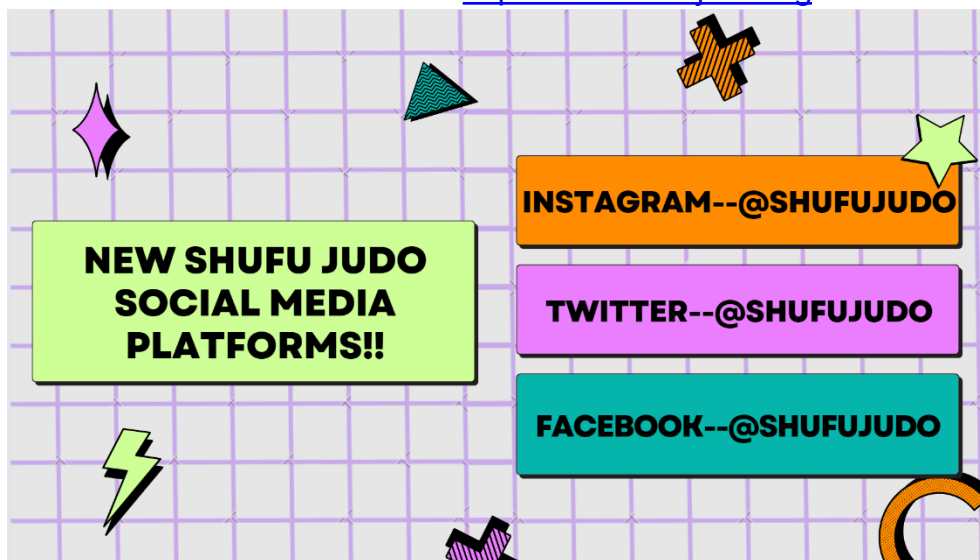 NEW SHUFU JUDO
SOCIAL MEDIA
PLATFORMS!!
INSTAGRAM--@SHUFUJUDO
TWITTER--@SHUFUJUDO
FACEBOOK--@SHUFUJUDO